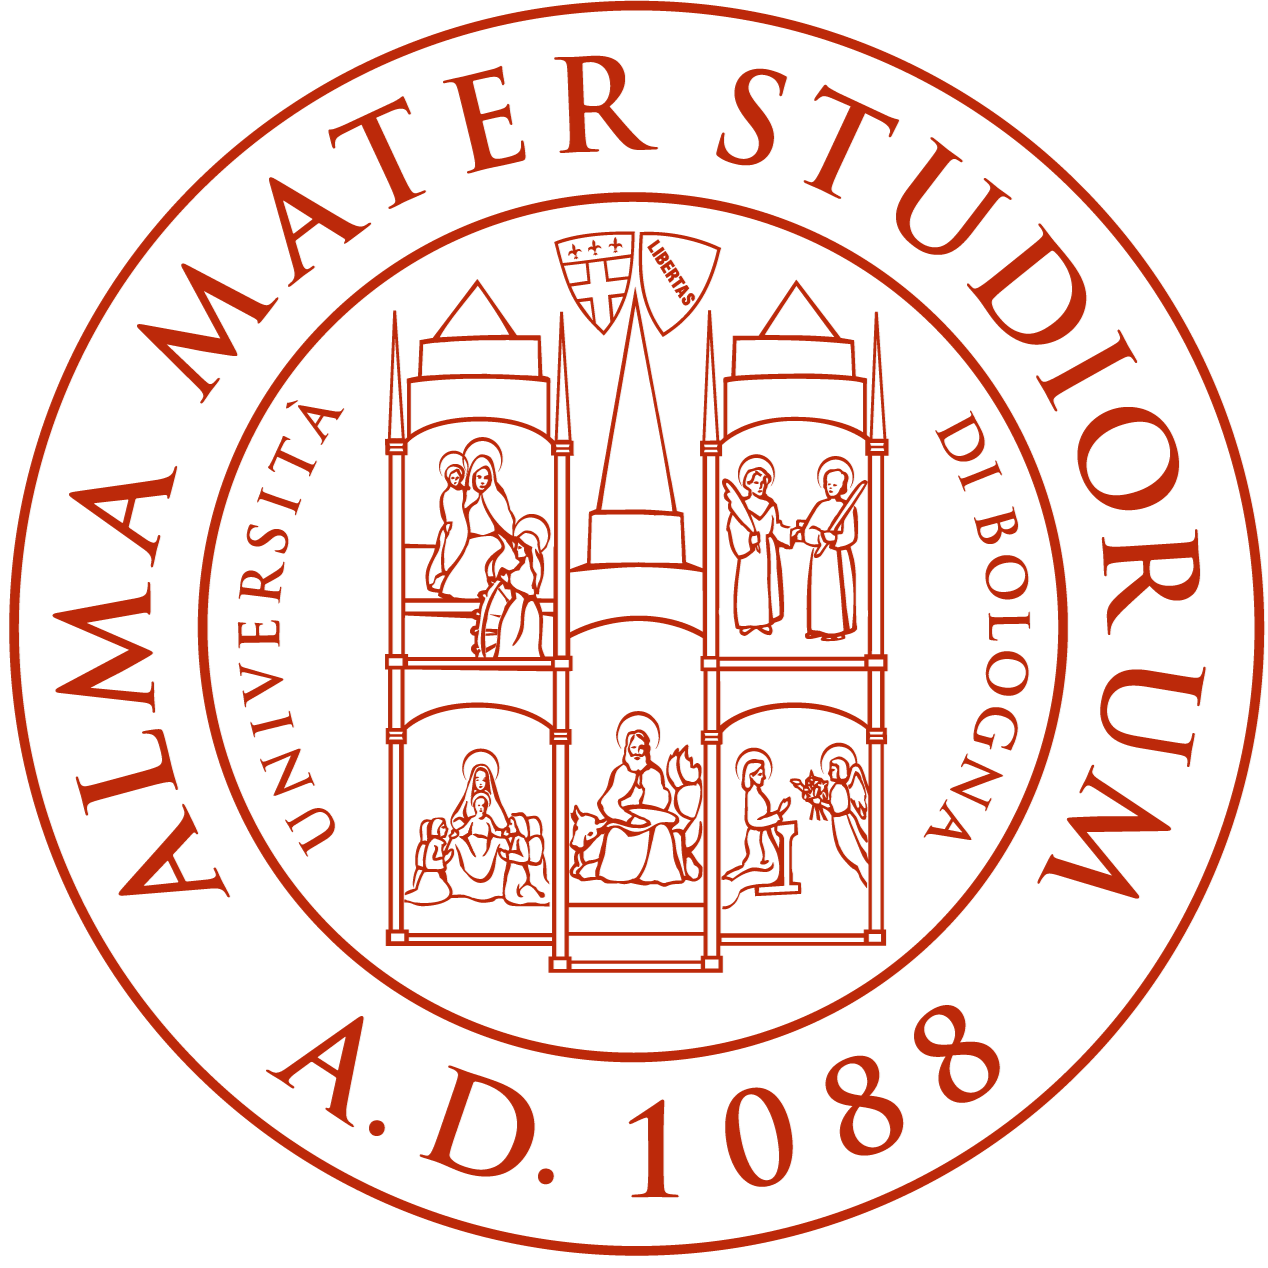 ALMA MATER STUDIORUM
A.D. 1088
UNIVERSITÀ DI BOLOGNA
LIBERTAS